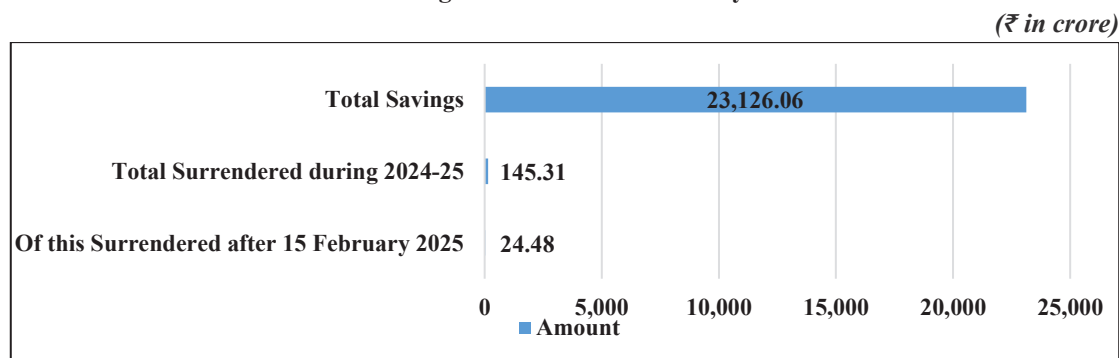 (₹ in crore)
Total Savings 23,126.06
Total Surrendered during 2024-25 145.31
Of this Surrendered after 15 February 2025 24.48
0 5,000 10,000 15,000 20,000 25,000
Amount